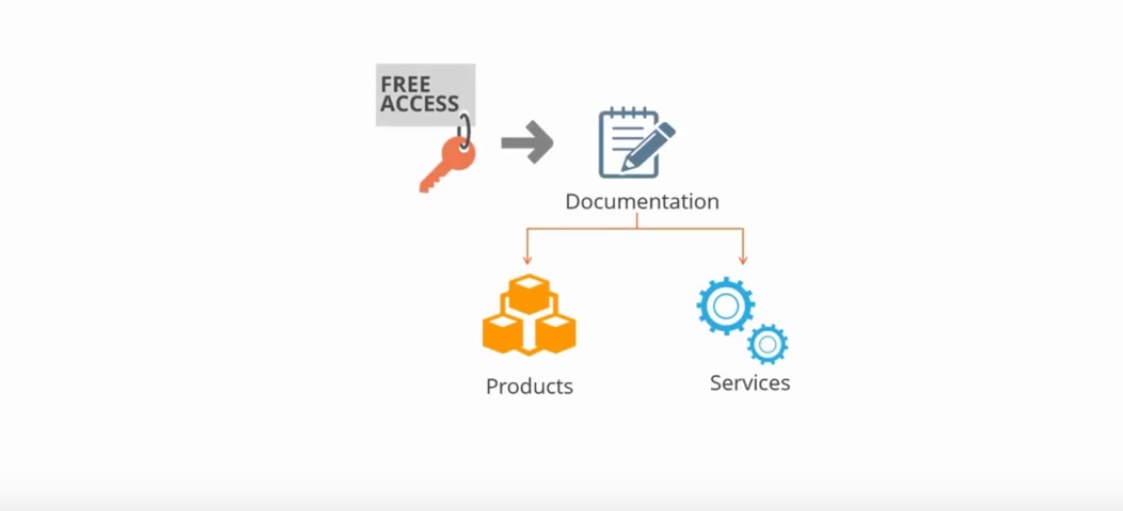 FREE
ACCESS
Documentation
Products
Services